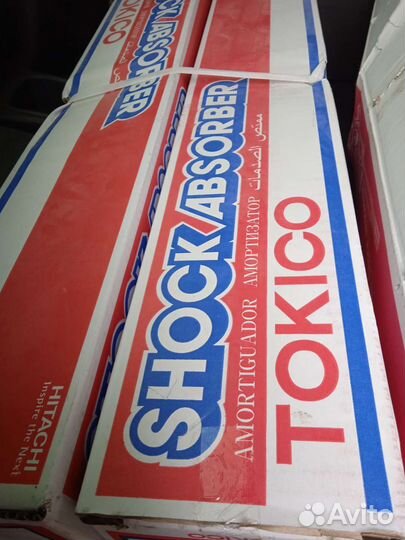 TOKICO
SHOCK ABSORBER
SHOCK ABSORBER
AMORTIGUADOR АМОРТИЗАТОР ممتص الصدمات
TOKICO
HITACHI
Inspire the Next
Avito